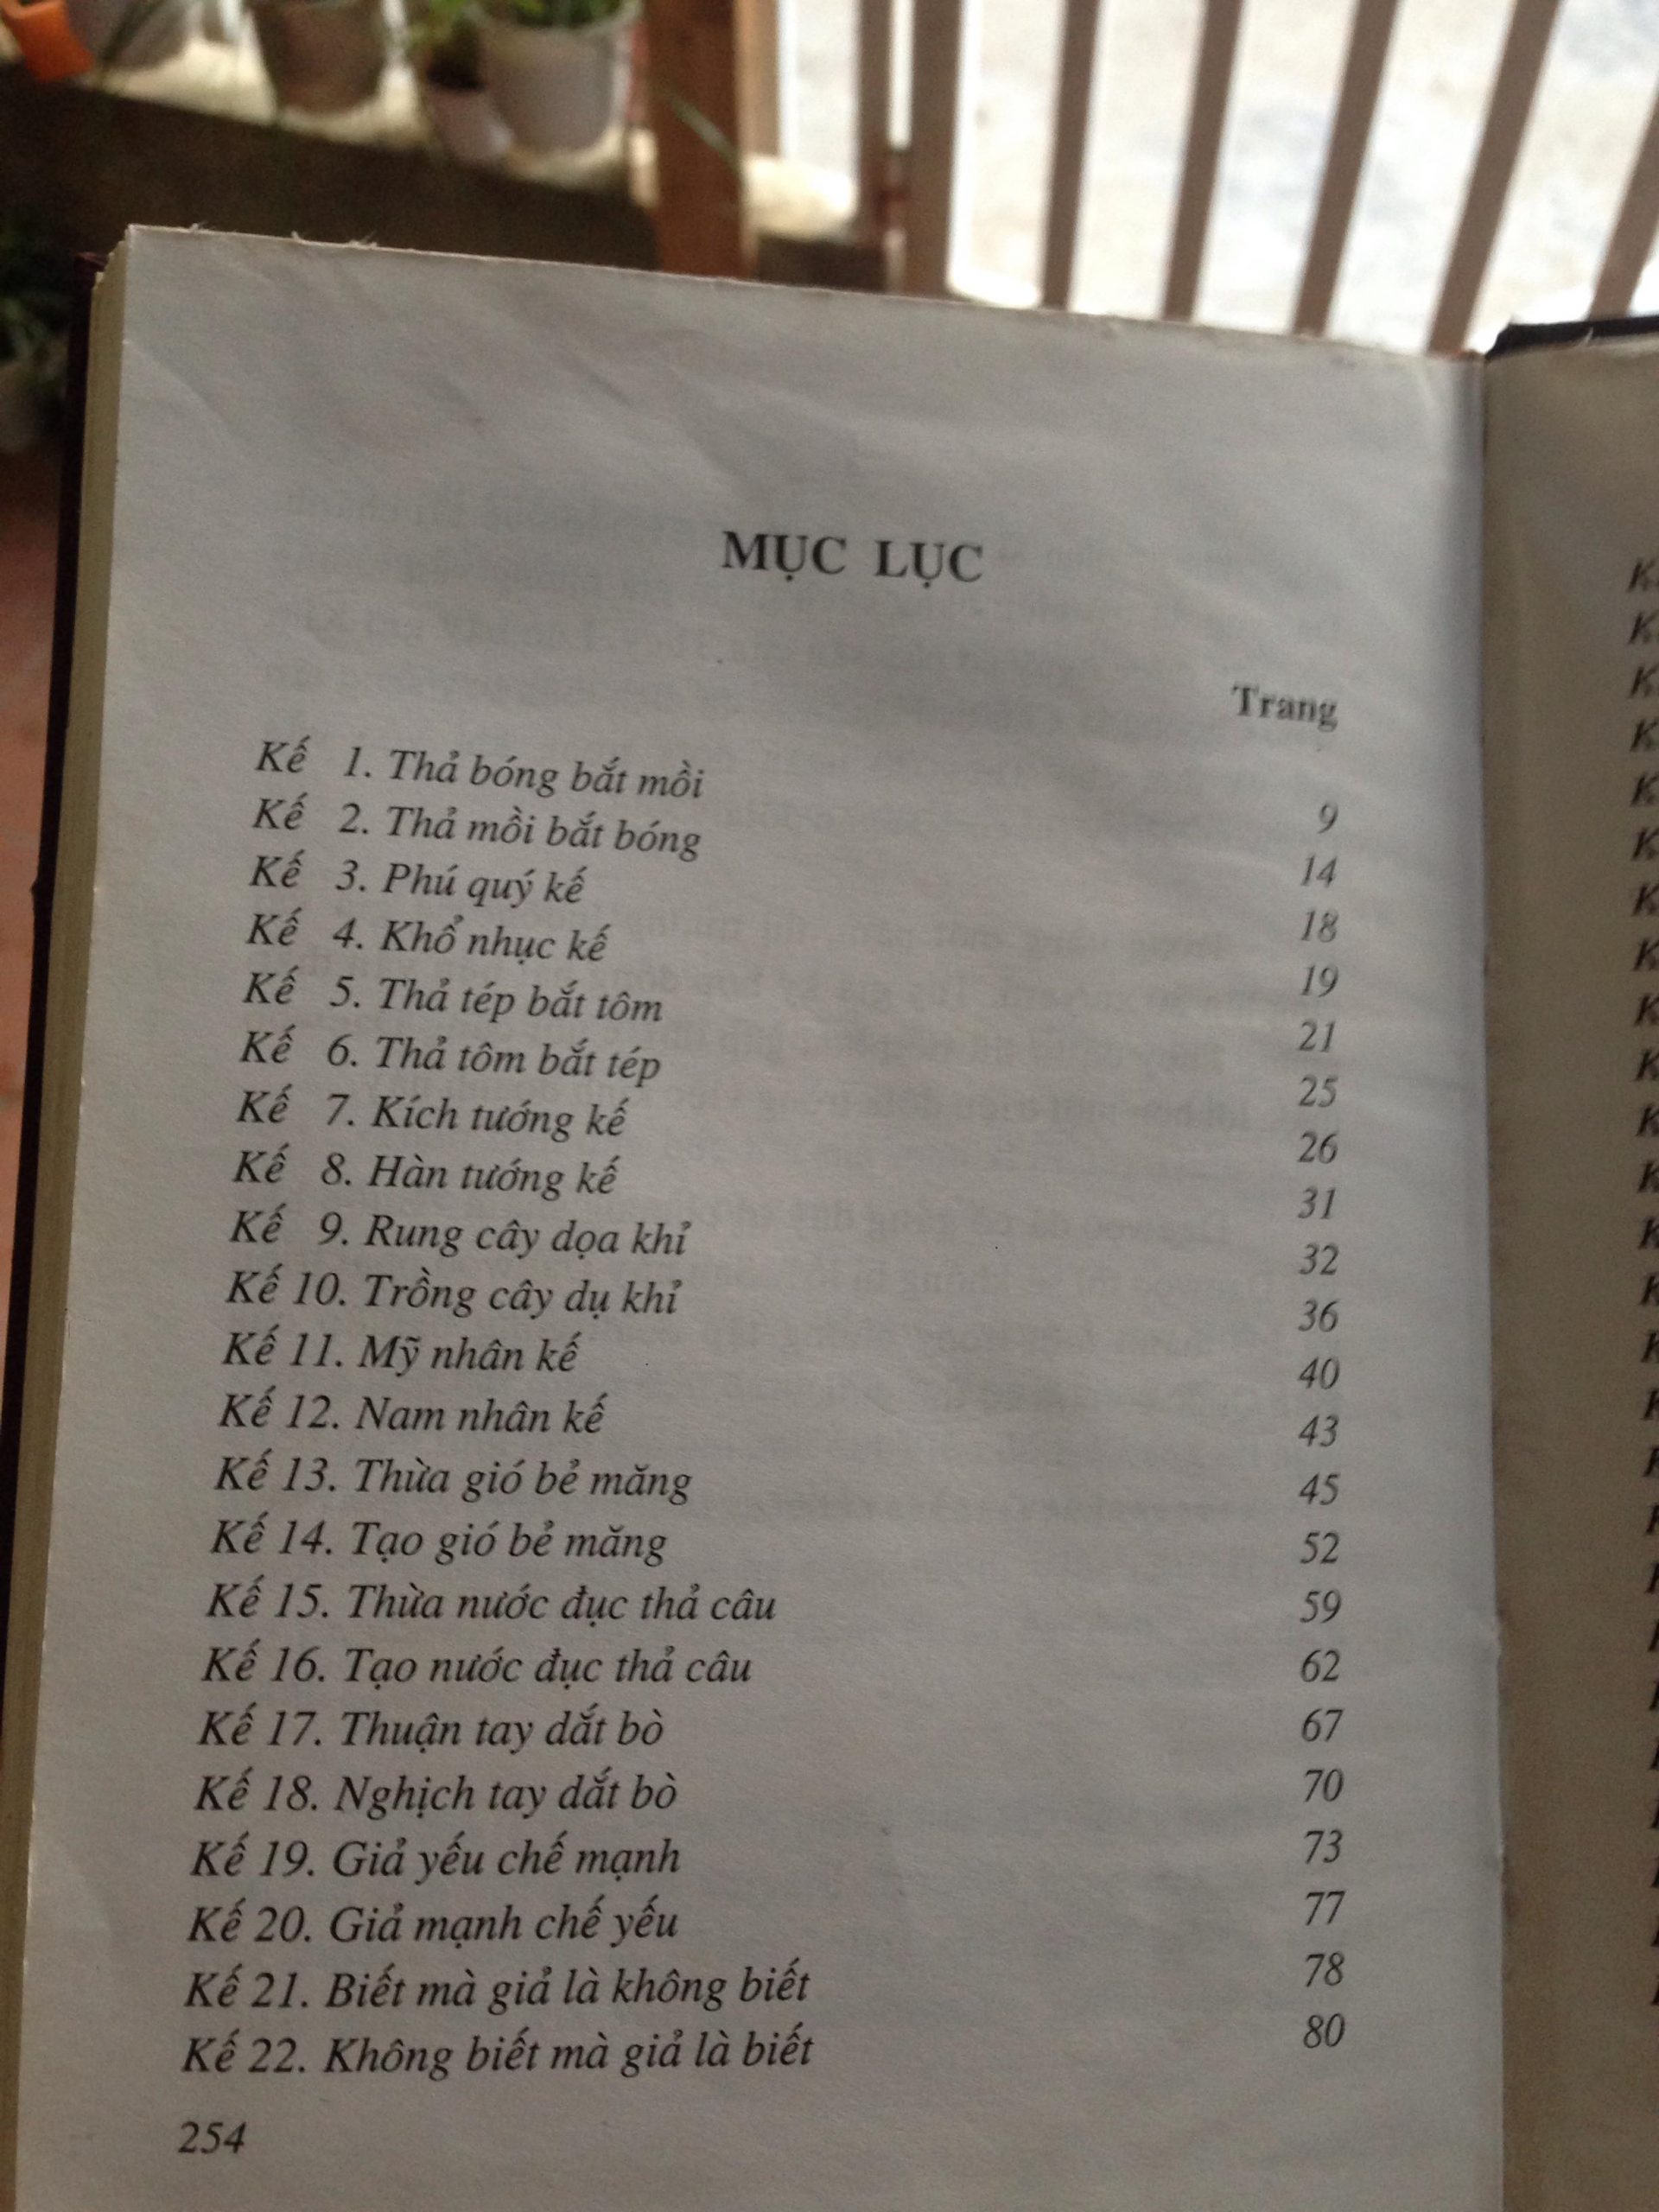 MỤC LỤC
Trang
Kế 1. Thả bóng bắt mồi 9
Kế 2. Thả mồi bắt bóng 14
Kế 3. Phú quý kế 18
Kế 4. Khổ nhục kế 19
Kế 5. Thả tép bắt tôm 21
Kế 6. Thả tôm bắt tép 25
Kế 7. Kích tướng kế 26
Kế 8. Hàn tướng kế 31
Kế 9. Rung cây dọa khỉ 32
Kế 10. Trồng cây dụ khỉ 36
Kế 11. Mỹ nhân kế 40
Kế 12. Nam nhân kế 43
Kế 13. Thừa gió bẻ măng 45
Kế 14. Tạo gió bẻ măng 52
Kế 15. Thừa nước đục thả câu 59
Kế 16. Tạo nước đục thả câu 62
Kế 17. Thuận tay dắt bò 67
Kế 18. Nghịch tay dắt bò 70
Kế 19. Giả yếu chế mạnh 73
Kế 20. Giả mạnh chế yếu 77
Kế 21. Biết mà giả là không biết 78
Kế 22. Không biết mà giả là biết 80
254